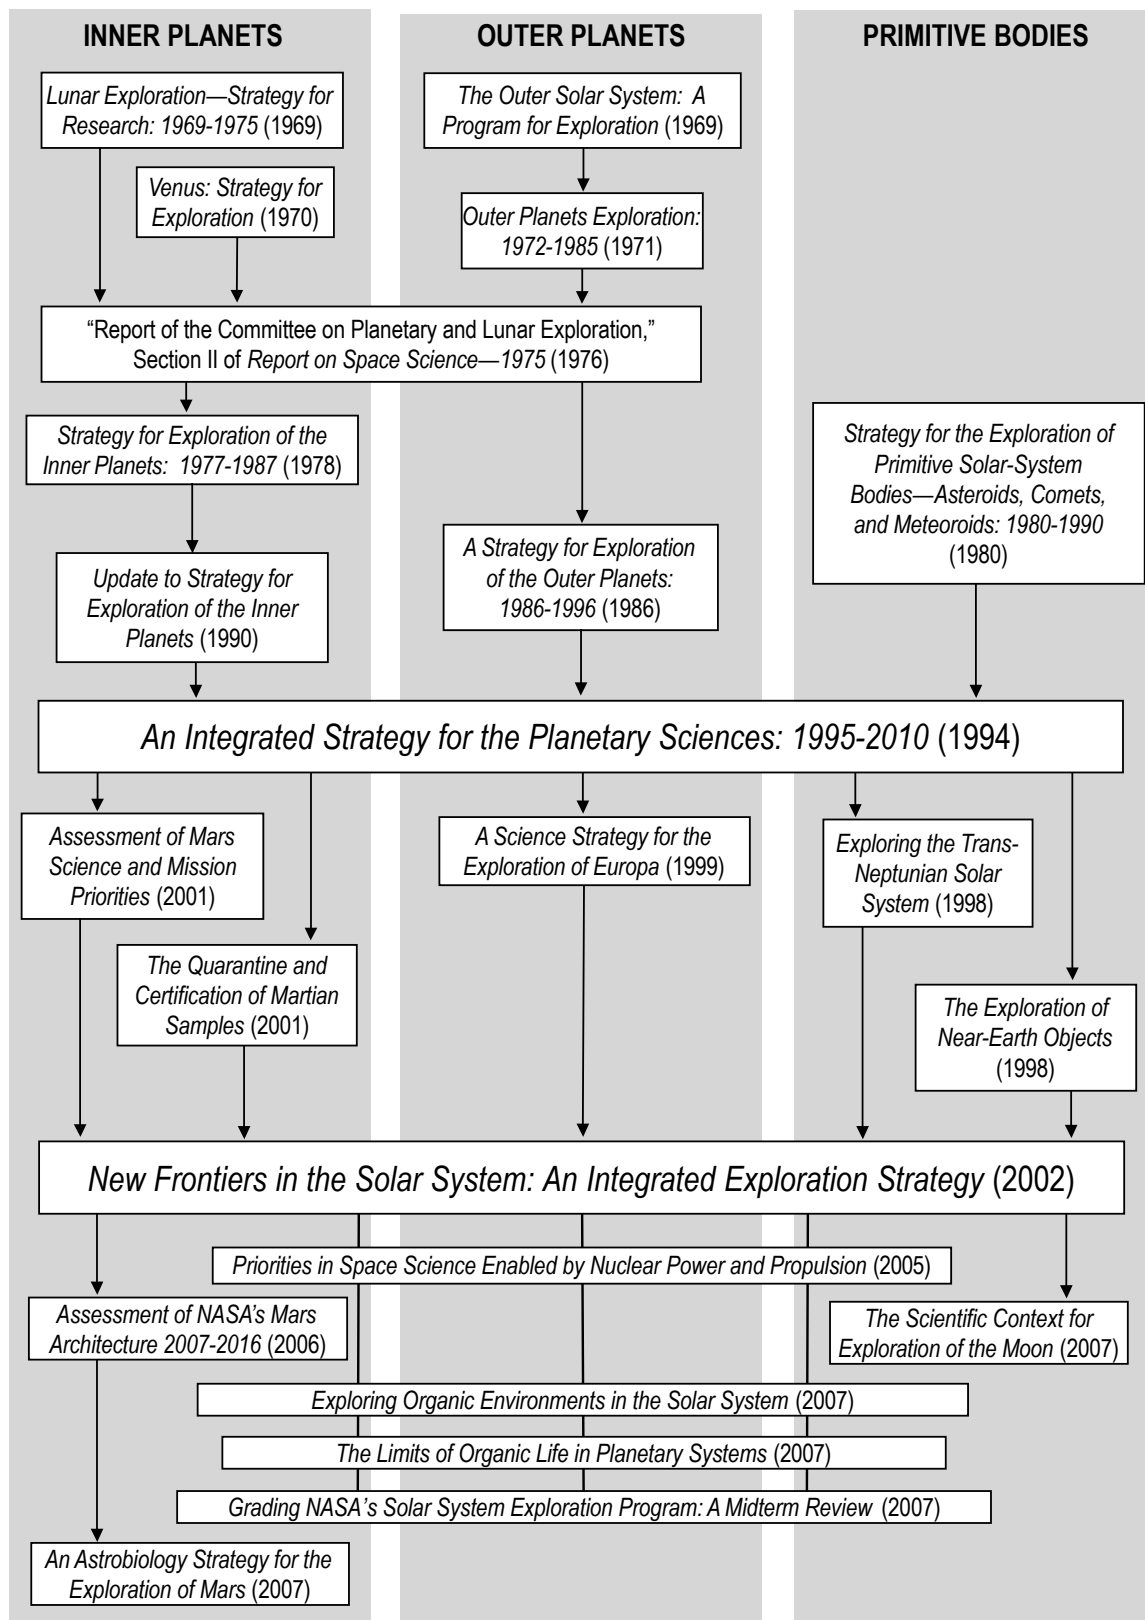 INNER PLANETS
OUTER PLANETS
PRIMITIVE BODIES
Lunar Exploration—Strategy for
Research: 1969-1975 (1969)
The Outer Solar System: A
Program for Exploration (1969)
Venus: Strategy for
Exploration (1970)
Outer Planets Exploration:
1972-1985 (1971)
“Report of the Committee on Planetary and Lunar Exploration,”
Section II of Report on Space Science—1975 (1976)
Strategy for Exploration of the
Inner Planets: 1977-1987 (1978)
Strategy for the Exploration of
Primitive Solar-System
Bodies—Asteroids, Comets,
and Meteoroids: 1980-1990
(1980)
Update to Strategy for
Exploration of the Inner
Planets (1990)
A Strategy for Exploration
of the Outer Planets:
1986-1996 (1986)
An Integrated Strategy for the Planetary Sciences: 1995-2010 (1994)
Assessment of Mars
Science and Mission
Priorities (2001)
A Science Strategy for the
Exploration of Europa (1999)
Exploring the Trans-
Neptunian Solar
System (1998)
The Quarantine and
Certification of Martian
Samples (2001)
The Exploration of
Near-Earth Objects
(1998)
New Frontiers in the Solar System: An Integrated Exploration Strategy (2002)
Priorities in Space Science Enabled by Nuclear Power and Propulsion (2005)
Assessment of NASA’s Mars
Architecture 2007-2016 (2006)
The Scientific Context for
Exploration of the Moon (2007)
Exploring Organic Environments in the Solar System (2007)
The Limits of Organic Life in Planetary Systems (2007)
Grading NASA’s Solar System Exploration Program: A Midterm Review (2007)
An Astrobiology Strategy for the
Exploration of Mars (2007)